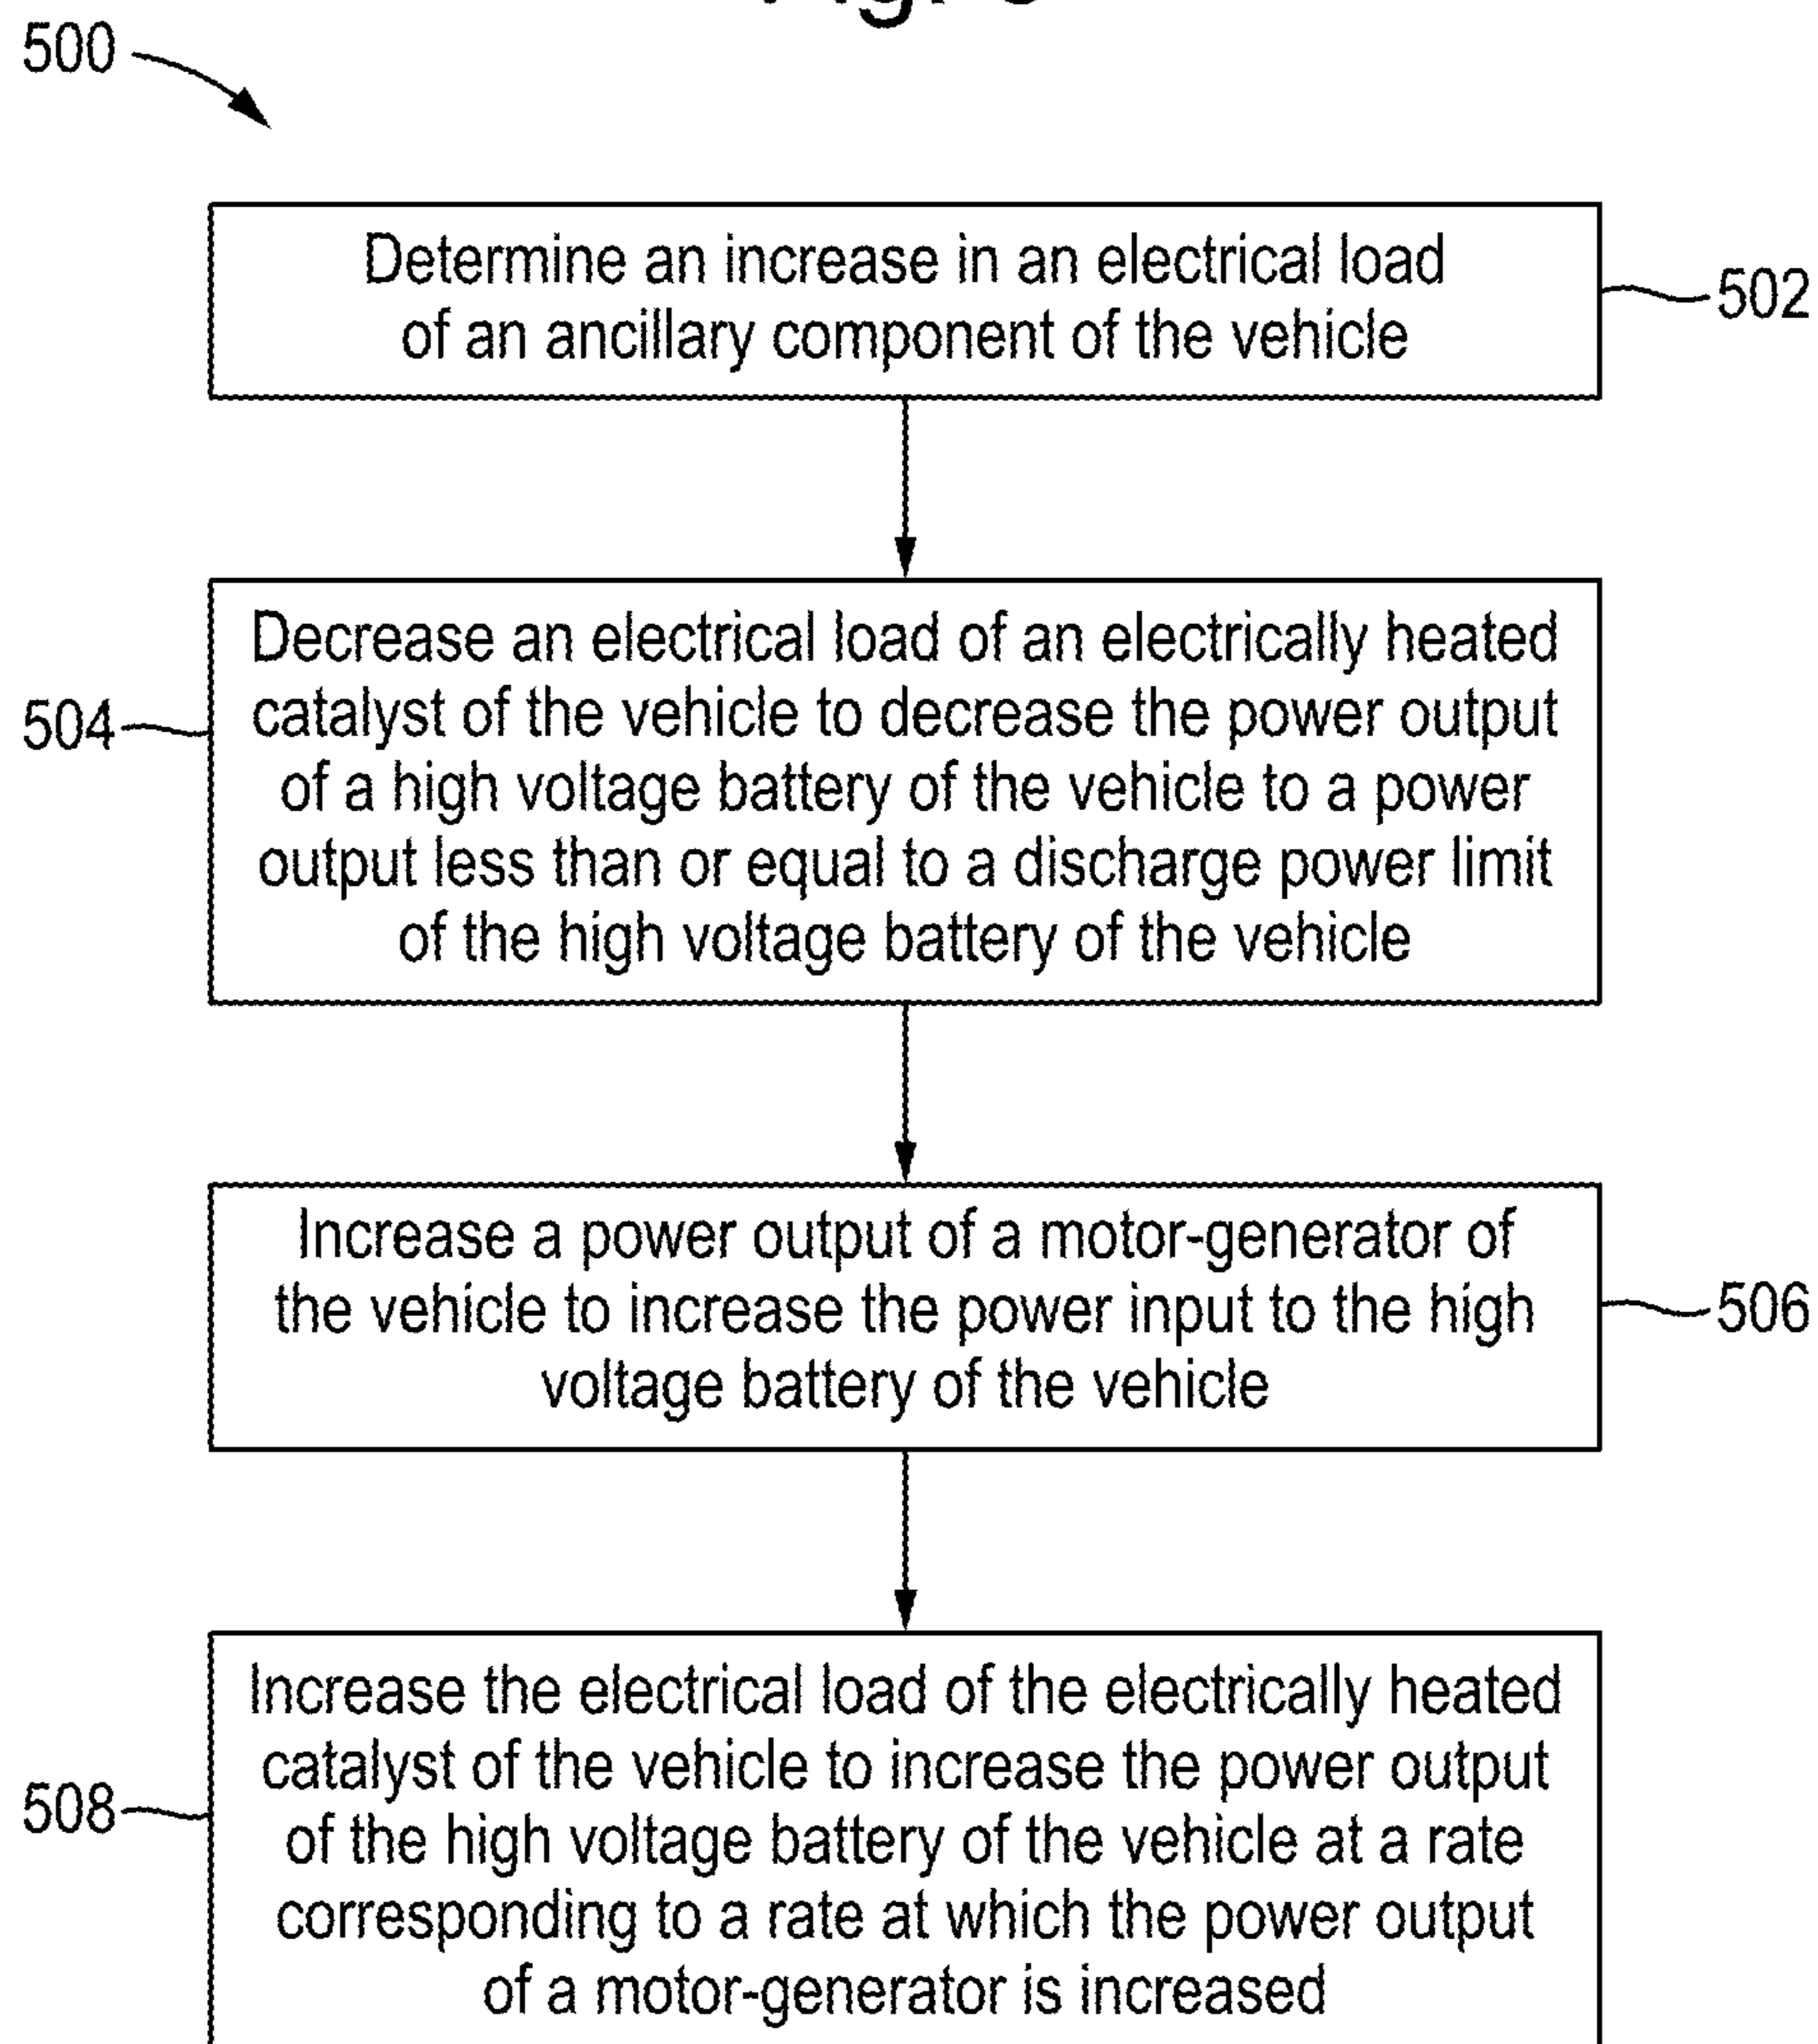 500
Determine an increase in an electrical load
of an ancillary component of the vehicle
502
Decrease an electrical load of an electrically heated
catalyst of the vehicle to decrease the power output
of a high voltage battery of the vehicle to a power
output less than or equal to a discharge power limit
of the high voltage battery of the vehicle
504
Increase a power output of a motor-generator of
the vehicle to increase the power input to the high
voltage battery of the vehicle
506
Increase the electrical load of the electrically heated
catalyst of the vehicle to increase the power output
of the high voltage battery of the vehicle at a rate
corresponding to a rate at which the power output
of a motor-generator is increased
508